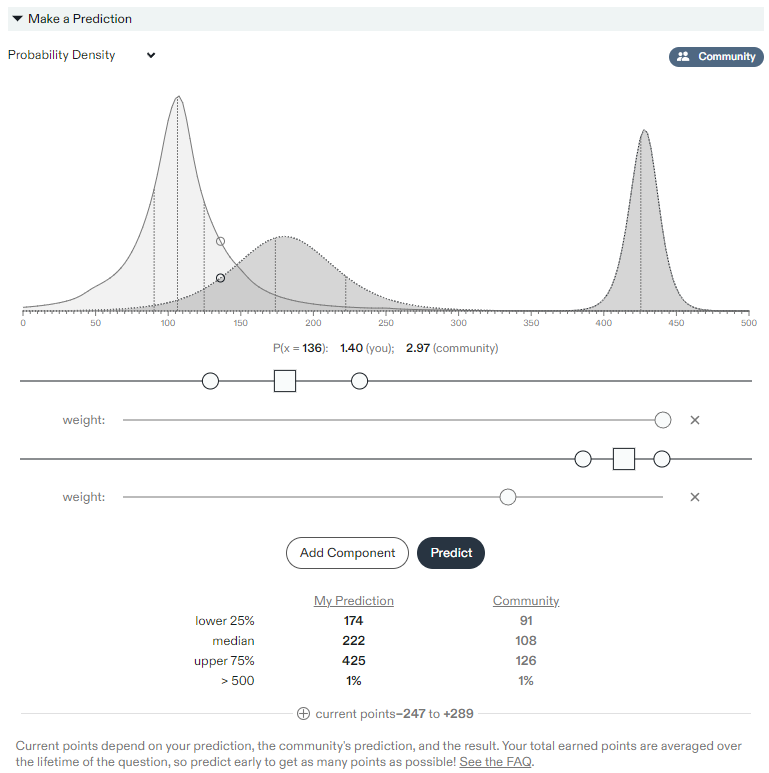 Make a Prediction
Probability Density
Community
0 50 100 150 200 250 300 350 400 450 500
P(x = 136): 1.40 (you); 2.97 (community)
weight:
weight:
Add Component Predict
My Prediction Community
lower 25% 174 91
median 222 108
upper 75% 425 126
> 500 1% 1%
current points–247 to +289
Current points depend on your prediction, the community's prediction, and the result. Your total earned points are averaged over
the lifetime of the question, so predict early to get as many points as possible! See the FAQ.